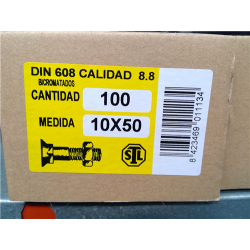 DIN 608 CALIDAD 8.8
BICROMATADOS
CANTIDAD 100
MEDIDA 10X50
STL
8 423469 011134